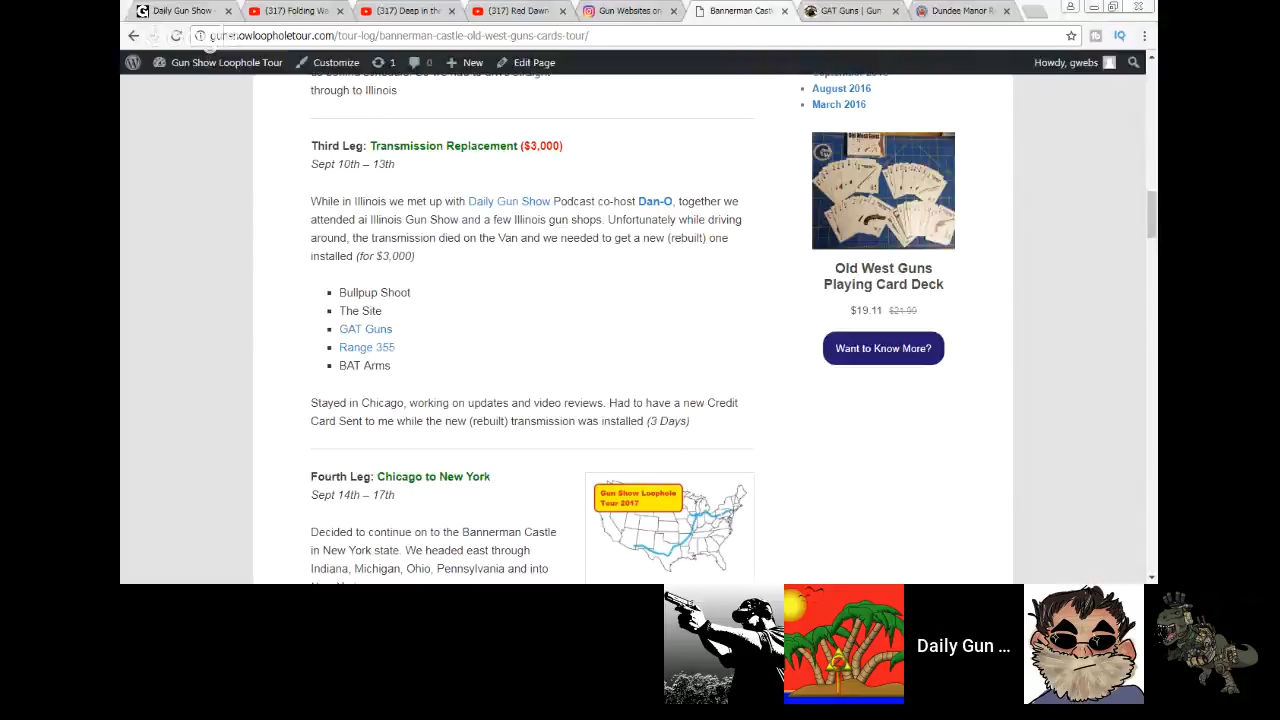 Daily Gun Show
(317) Folding Wa
(317) Deep in the
(317) Red Dawn
Gun Websites on
Bannerman Cast
GAT Guns | Gun
Dundee Manor R
gunshowloopholetour.com/tour-log/bannerman-castle-old-west-guns-cards-tour/
Gun Show Loophole Tour
Customize
1
0
New
Edit Page
Howdy, gwebs
through to Illinois
August 2016
March 2016
Third Leg: Transmission Replacement ($3,000)
Sept 10th – 13th
While in Illinois we met up with Daily Gun Show Podcast co-host Dan-O, together we
attended ai Illinois Gun Show and a few Illinois gun shops. Unfortunately while driving
around, the transmission died on the Van and we needed to get a new (rebuilt) one
installed (for $3,000)
Bullpup Shoot
The Site
GAT Guns
Range 355
BAT Arms
Stayed in Chicago, working on updates and video reviews. Had to have a new Credit
Card Sent to me while the new (rebuilt) transmission was installed (3 Days)
Old West Guns
Playing Card Deck
$19.11 $21.99
Want to Know More?
Fourth Leg: Chicago to New York
Sept 14th – 17th
Decided to continue on to the Bannerman Castle
in New York state. We headed east through
Indiana, Michigan, Ohio, Pennsylvania and into
Gun Show Loophole
Tour 2017
Daily Gun ...